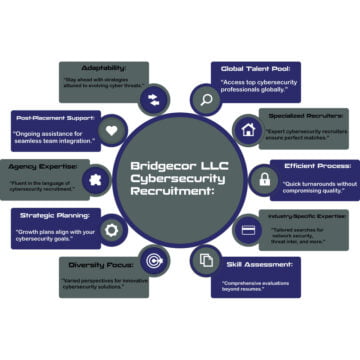 Adaptability:
"Stay ahead with strategies
attuned to evolving cyber threats."
Global Talent Pool:
"Access top cybersecurity
professionals globally."
Post-Placement Support:
"Ongoing assistance for
seamless team integration."
Specialized Recruiters:
"Expert cybersecurity recruiters
ensure perfect matches."
Bridgecor LLC
Cybersecurity
Recruitment:
Agency Expertise:
"Fluent in the language of
cybersecurity recruitment."
Efficient Process:
"Quick turnarounds without
compromising quality."
Strategic Planning:
"Growth plans align with your
cybersecurity goals."
Industry-Specific Expertise:
"Tailored searches for
network security,
threat intel, and more."
Diversity Focus:
"Varied perspectives for innovative
cybersecurity solutions."
Skill Assessment:
"Comprehensive evaluations
beyond resumes."